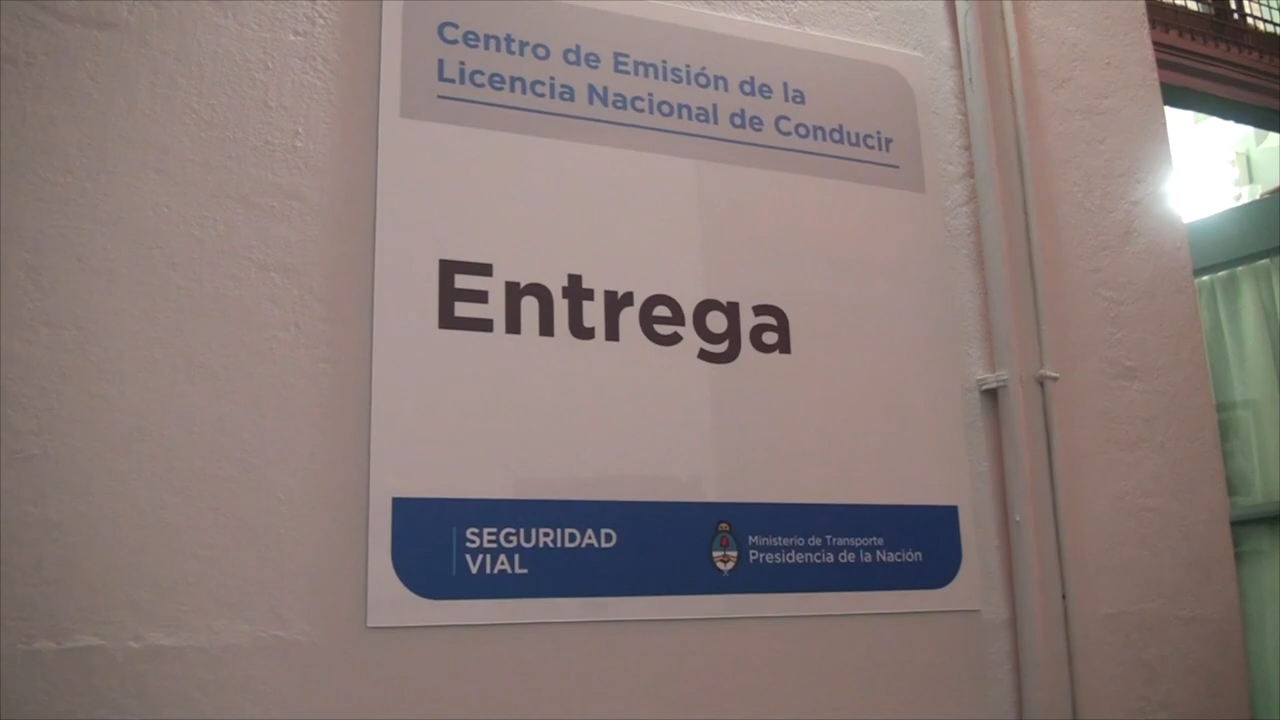 Centro de Emisión de la
Licencia Nacional de Conducir
Entrega
SEGURIDAD
VIAL
Ministerio de Transporte
Presidencia de la Nación